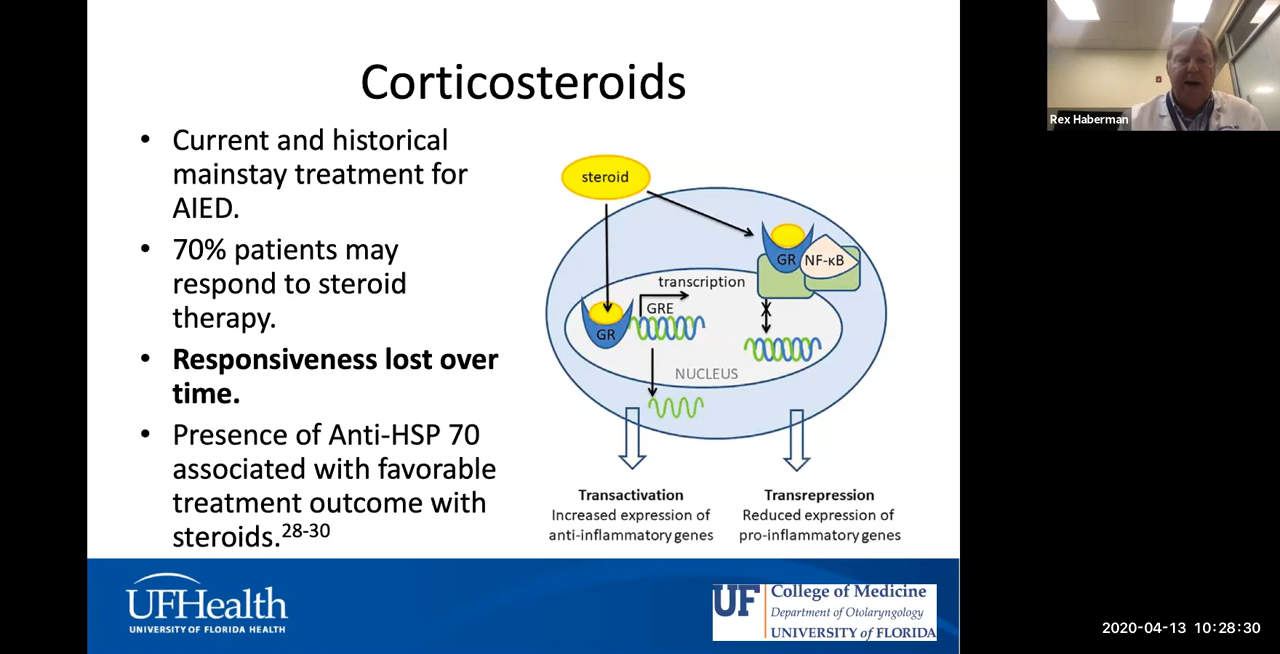 Corticosteroids
• Current and historical
mainstay treatment for
AIED.
• 70% patients may
respond to steroid
therapy.
• Responsiveness lost over
time.
• Presence of Anti-HSP 70
associated with favorable
treatment outcome with
steroids.28-30
steroid
GR
NF-κB
transcription
GRE
GR
NUCLEUS
Transactivation
Increased expression of
anti-inflammatory genes
Transrepression
Reduced expression of
pro-inflammatory genes
UFHealth
UNIVERSITY OF FLORIDA HEALTH
UF
College of Medicine
Department of Otolaryngology
UNIVERSITY of FLORIDA
Rex Haberman
2020-04-13 10:28:30